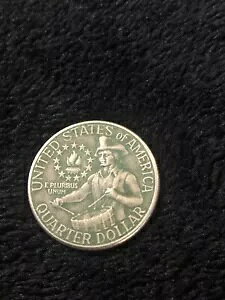 UNITED STATES OF AMERICA
E PLURIBUS
UNUM
QUARTER DOLLAR